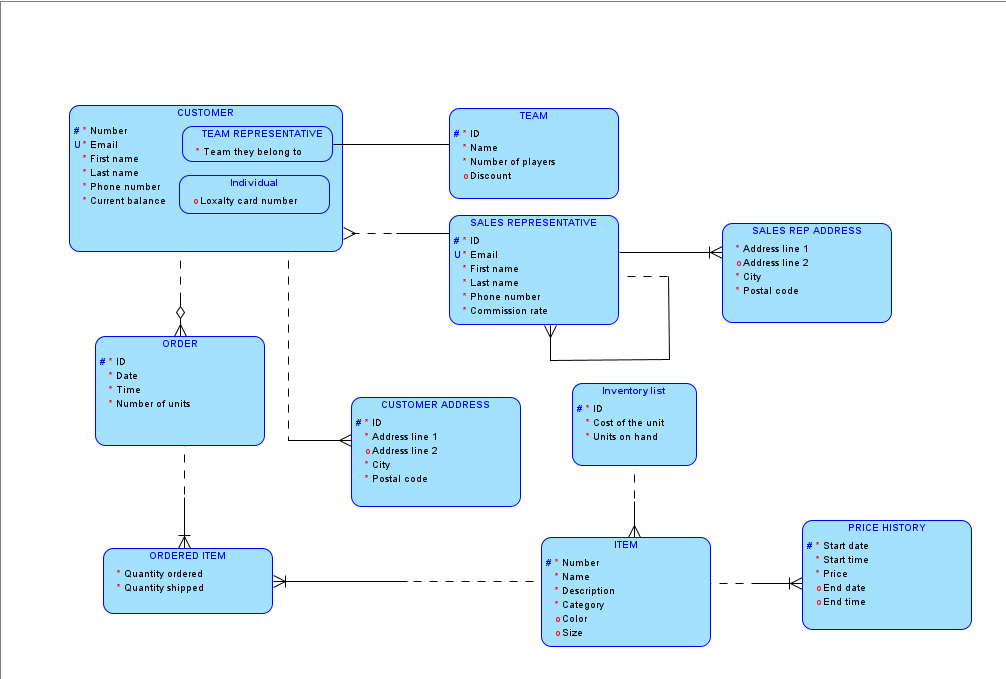 CUSTOMER
# * Number
U * Email
* First name
* Last name
* Phone number
* Current balance
TEAM REPRESENTATIVE
* Team they belong to
Individual
o Loxalty card number
TEAM
# * ID
* Name
* Number of players
o Discount
SALES REPRESENTATIVE
# * ID
U * Email
* First name
* Last name
* Phone number
* Commission rate
SALES REP ADDRESS
* Address line 1
o Address line 2
* City
* Postal code
ORDER
# * ID
* Date
* Time
* Number of units
CUSTOMER ADDRESS
# * ID
* Address line 1
o Address line 2
* City
* Postal code
Inventory list
# * ID
* Cost of the unit
* Units on hand
ORDERED ITEM
* Quantity ordered
* Quantity shipped
ITEM
# * Number
* Name
* Description
* Category
o Color
o Size
PRICE HISTORY
# * Start date
* Start time
* Price
o End date
o End time